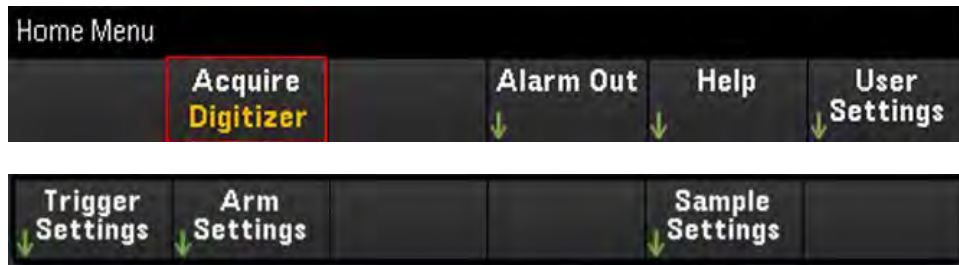 Home Menu
Acquire
Digitizer
Alarm Out
Help
User
Settings
Trigger
Settings
Arm
Settings
Sample
Settings